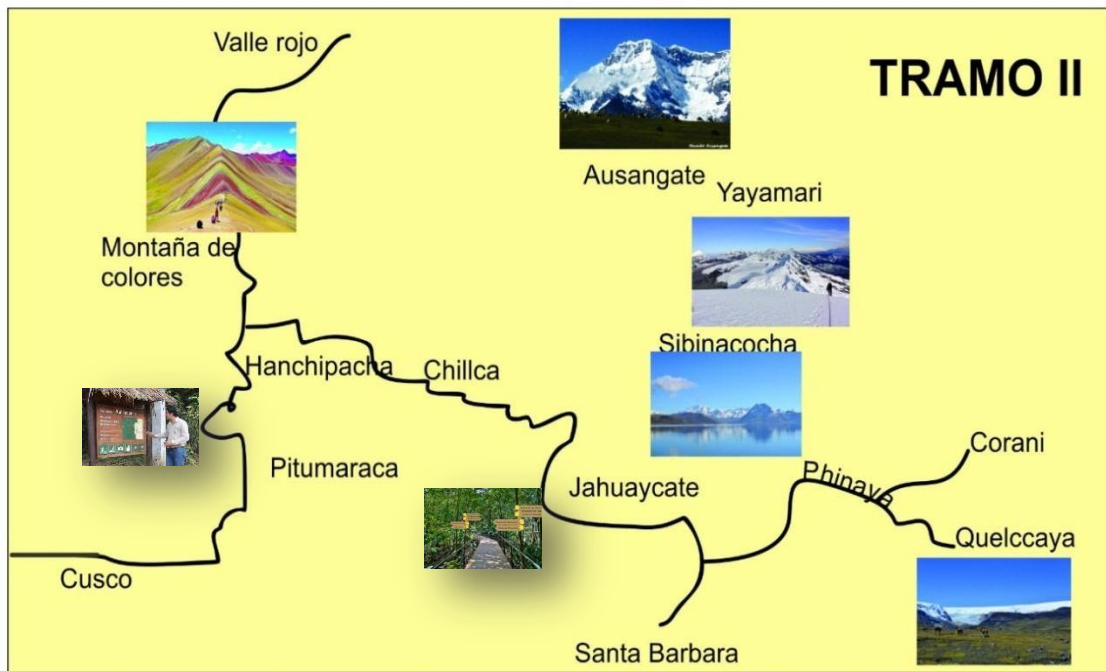 Valle rojo
TRAMO II
Ausangate
Yayamari
Montaña de
colores
Sibinacocha
Hanchipacha
Chillca
Corani
Pitumaraca
Jahuaycate
Phinaya
Quelccaya
Cusco
Santa Barbara